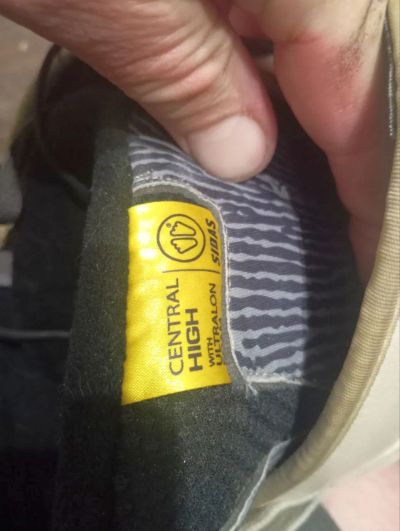 SIDAS
CENTRAL
HIGH
WITH
ULTRALON